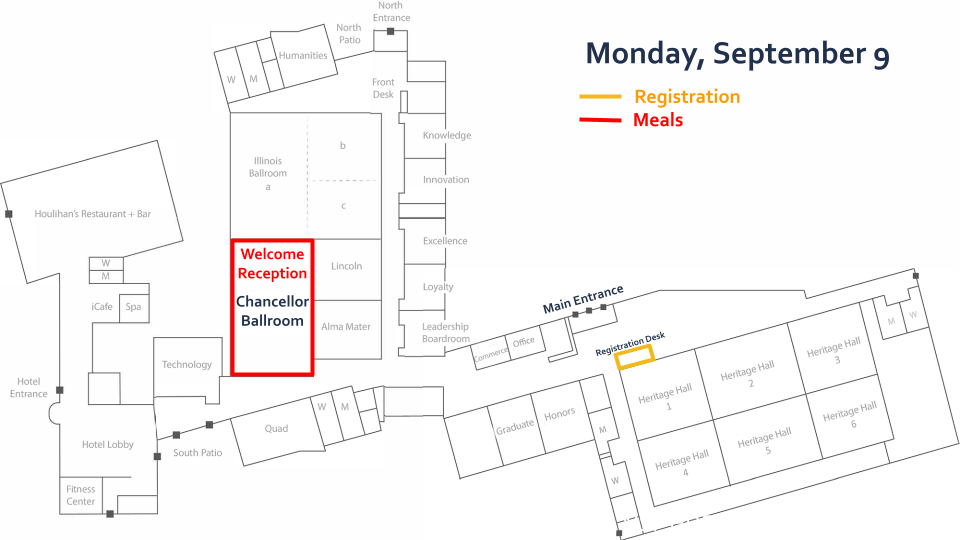 Monday, September 9
Registration
Meals
North
Entrance
North
Patio
Humanities
W
M
Front
Desk
Knowledge
Innovation
Excellence
Loyalty
Leadership
Boardroom
Illinois
Ballroom
a
b
c
Welcome
Reception
Chancellor
Ballroom
Lincoln
Alma Mater
Houlihan's Restaurant + Bar
W
M
iCafe
Spa
Technology
Hotel
Entrance
Hotel Lobby
South Patio
Fitness
Center
Quad
W
M
Main Entrance
Commerce
Office
Registration Desk
Graduate
Honors
M
W
Heritage Hall
1
Heritage Hall
2
Heritage Hall
3
Heritage Hall
4
Heritage Hall
5
Heritage Hall
6
M
W